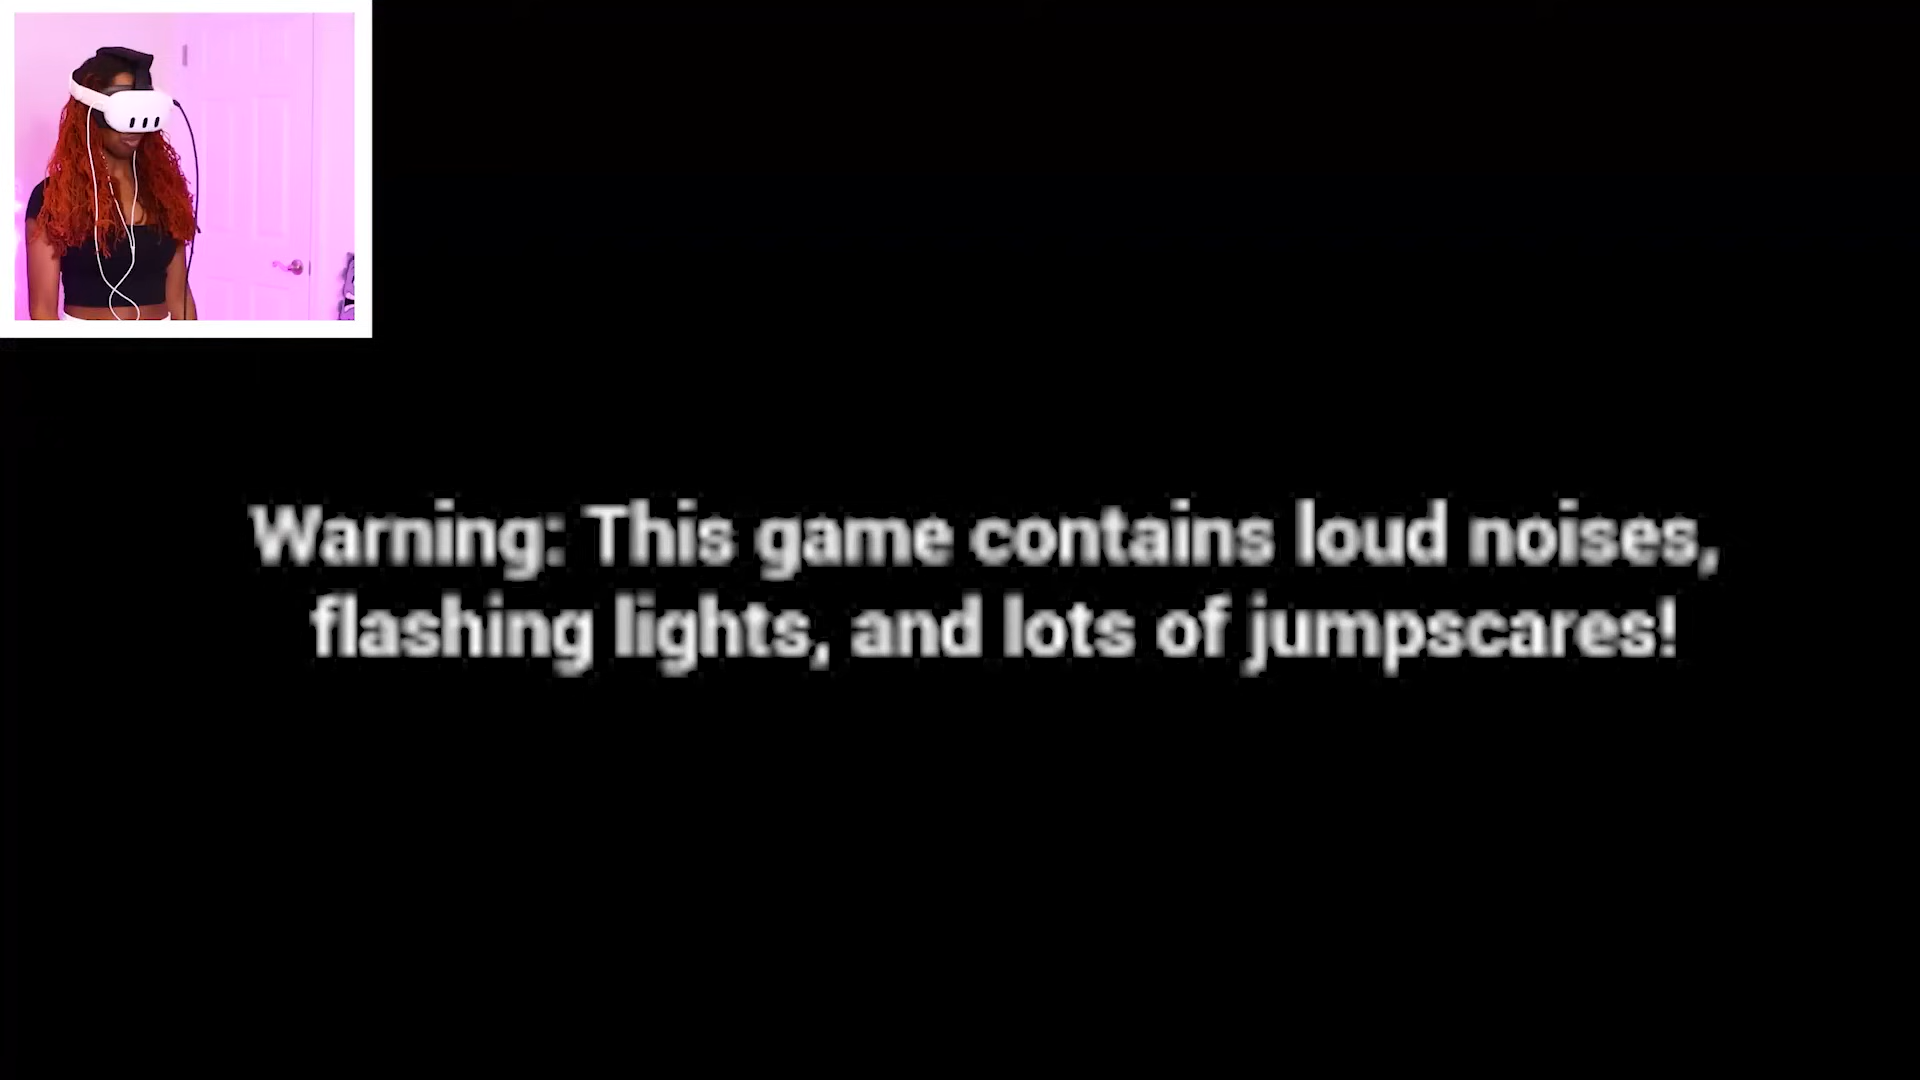 Warning: This game contains loud noises,
flashing lights, and lots of jumpscares!